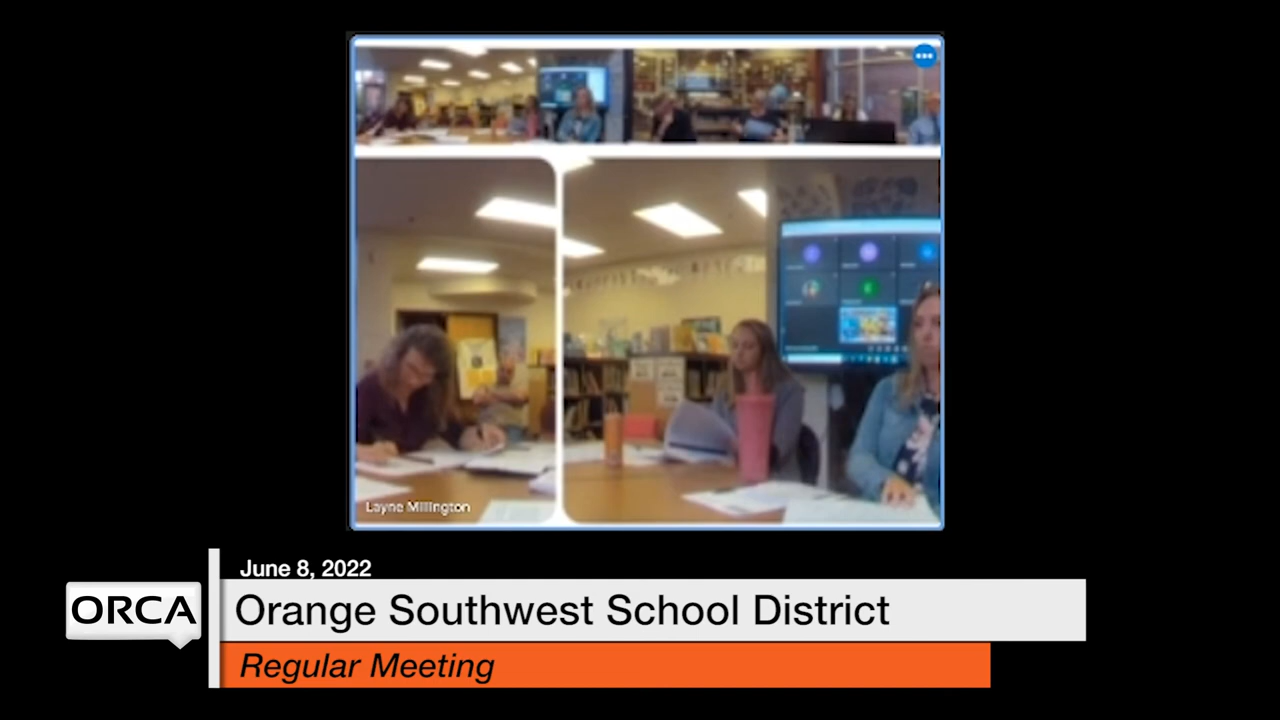 Layne Millington
June 8, 2022
ORCA
Orange Southwest School District
Regular Meeting